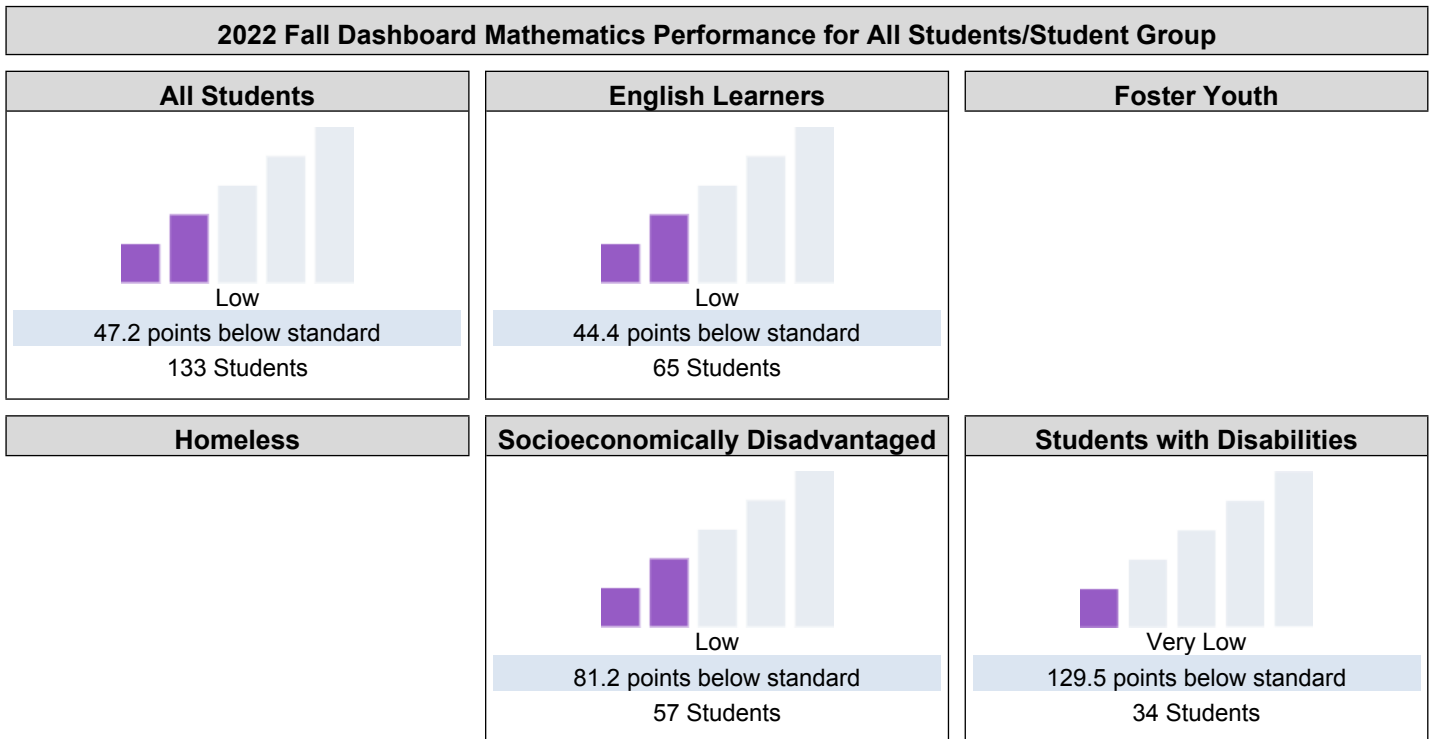 2022 Fall Dashboard Mathematics Performance for All Students/Student Group
All Students
Low
47.2 points below standard
133 Students
English Learners
Low
44.4 points below standard
65 Students
Foster Youth
Homeless
Socioeconomically Disadvantaged
Low
81.2 points below standard
57 Students
Students with Disabilities
Very Low
129.5 points below standard
34 Students